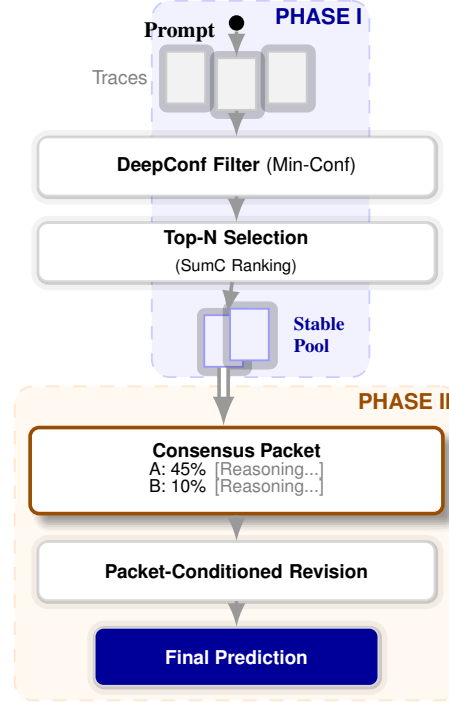 PHASE I
Prompt
Traces
DeepConf Filter (Min-Conf)
Top-N Selection
(SumC Ranking)
Stable
Pool
PHASE II
Consensus Packet
A: 45% [Reasoning...]
B: 10% [Reasoning...]
Packet-Conditioned Revision
Final Prediction